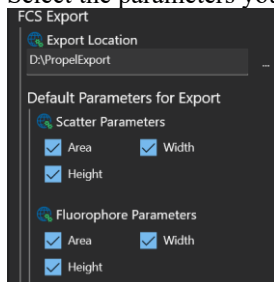 Select the parameters you
FCS Export
Export Location
D:\PropelExport
...
Default Parameters for Export
Scatter Parameters
Area Width
Height
Fluorophore Parameters
Area Width
Height